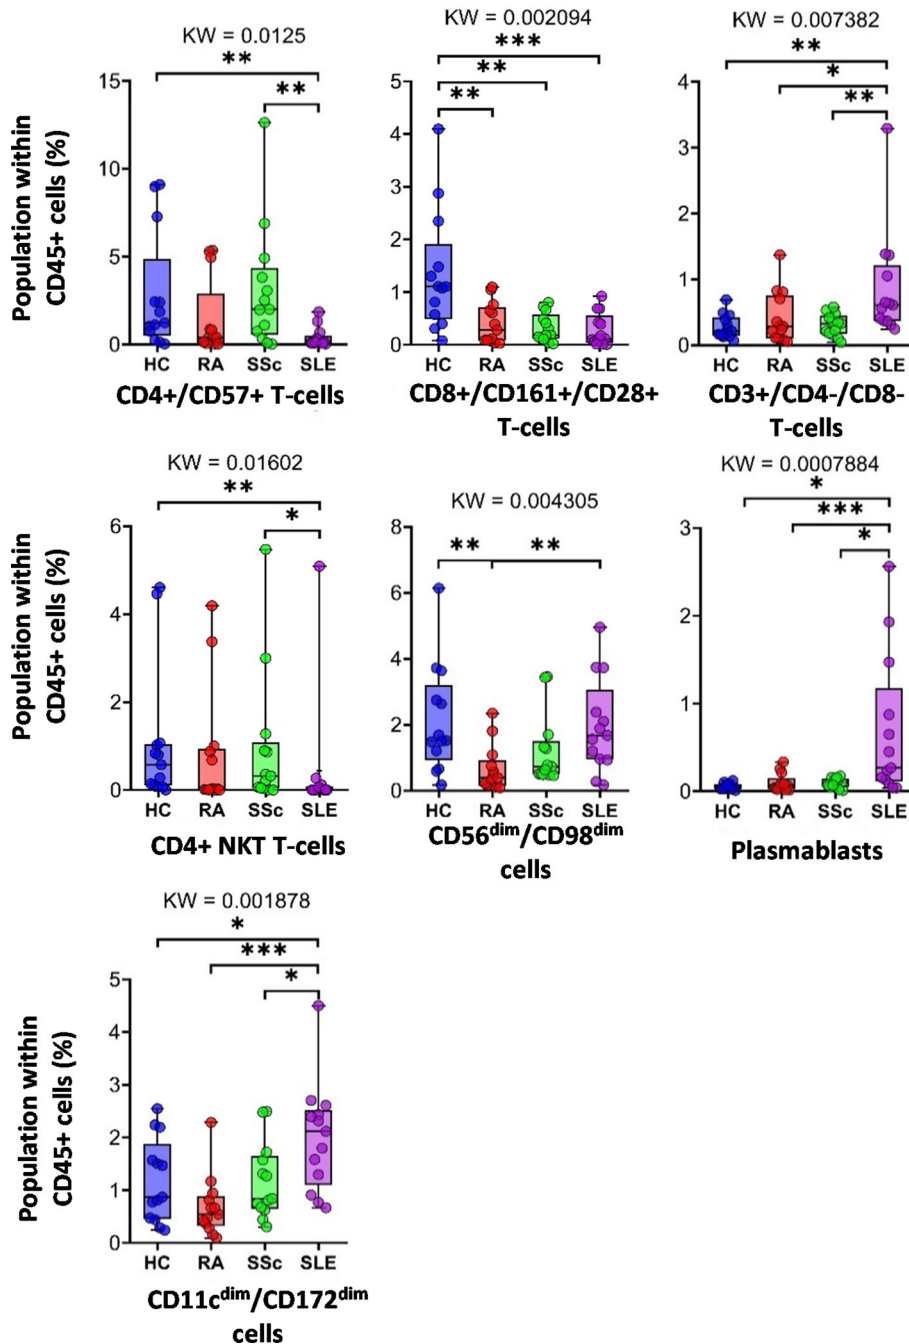 KW = 0.0125
**
**
Population within
CD45+ cells (%)
15
10
5
0
HC RA SSc SLE
CD4+/CD57+ T-cells
KW = 0.002094
***
**
**
5
4
3
2
1
0
HC RA SSc SLE
CD8+/CD161+/CD28+
T-cells
KW = 0.007382
**
*
**
4
3
2
1
0
HC RA SSc SLE
CD3+/CD4-/CD8-
T-cells
KW = 0.01602
**
*
Population within
CD45+ cells (%)
6
4
2
0
HC RA SSc SLE
CD4+ NKT T-cells
KW = 0.004305
** **
8
6
4
2
0
HC RA SSc SLE
CD56dim/CD98dim
cells
KW = 0.0007884
*
***
*
3
2
1
0
HC RA SSc SLE
Plasmablasts
KW = 0.001878
*
***
*
Population within
CD45+ cells (%)
5
4
3
2
1
0
HC RA SSc SLE
CD11cdim/CD172dim
cells